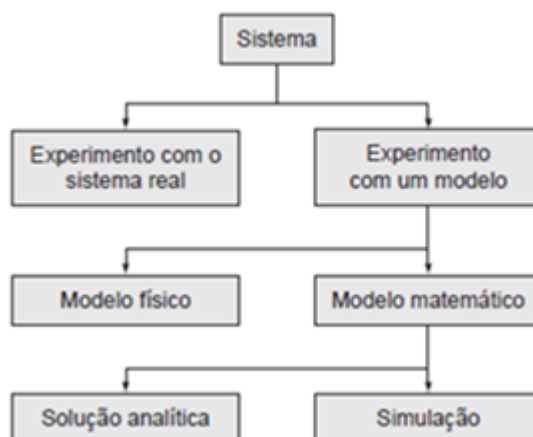 Sistema
Experimento com o
sistema real
Experimento
com um modelo
Modelo físico
Modelo matemático
Solução analítica
Simulação